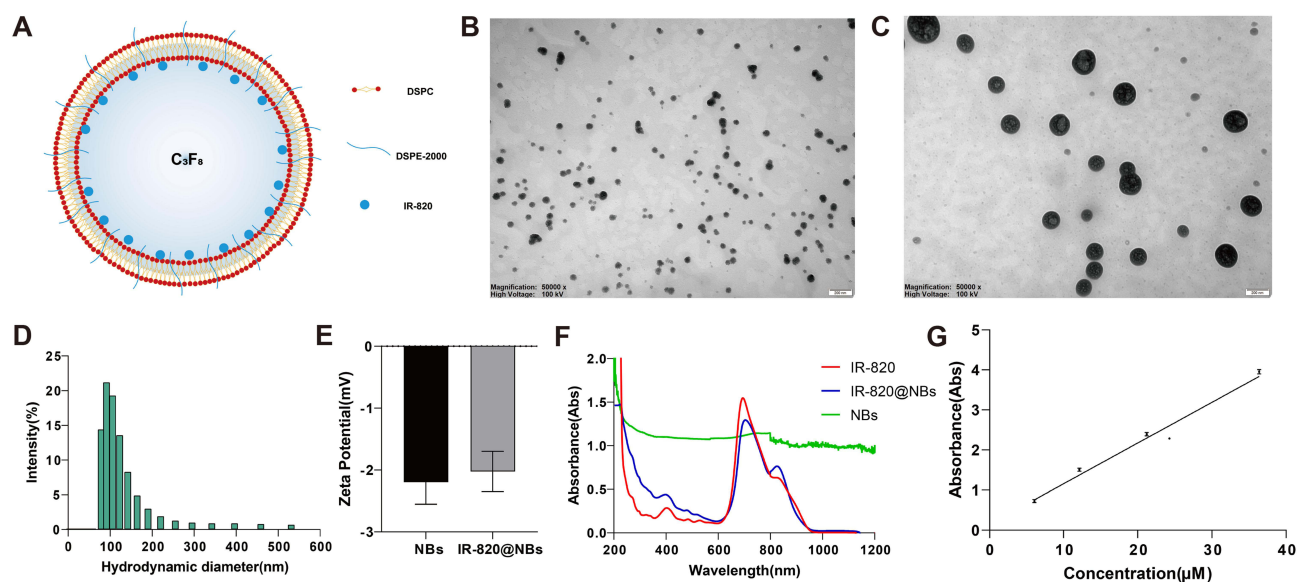 A
C₃F₈
DSPC
DSPE-2000
IR-820
B
Magnification: 50000 x
High Voltage: 100 kV
200 nm
C
Magnification: 50000 x
High Voltage: 100 kV
200 nm
D
Intensity(%)
25
20
15
10
5
0
0
100
200
300
400
500
600
Hydrodynamic diameter(nm)
E
Zeta Potential(mV)
0
-1
-2
-3
NBs
IR-820@NBs
F
Absorbance(Abs)
2.0
1.5
1.0
0.5
0.0
200
400
600
800
1000
1200
Wavelength(nm)
IR-820
IR-820@NBs
NBs
G
Absorbance(Abs)
5
4
3
2
1
0
0
10
20
30
40
Concentration(μM)